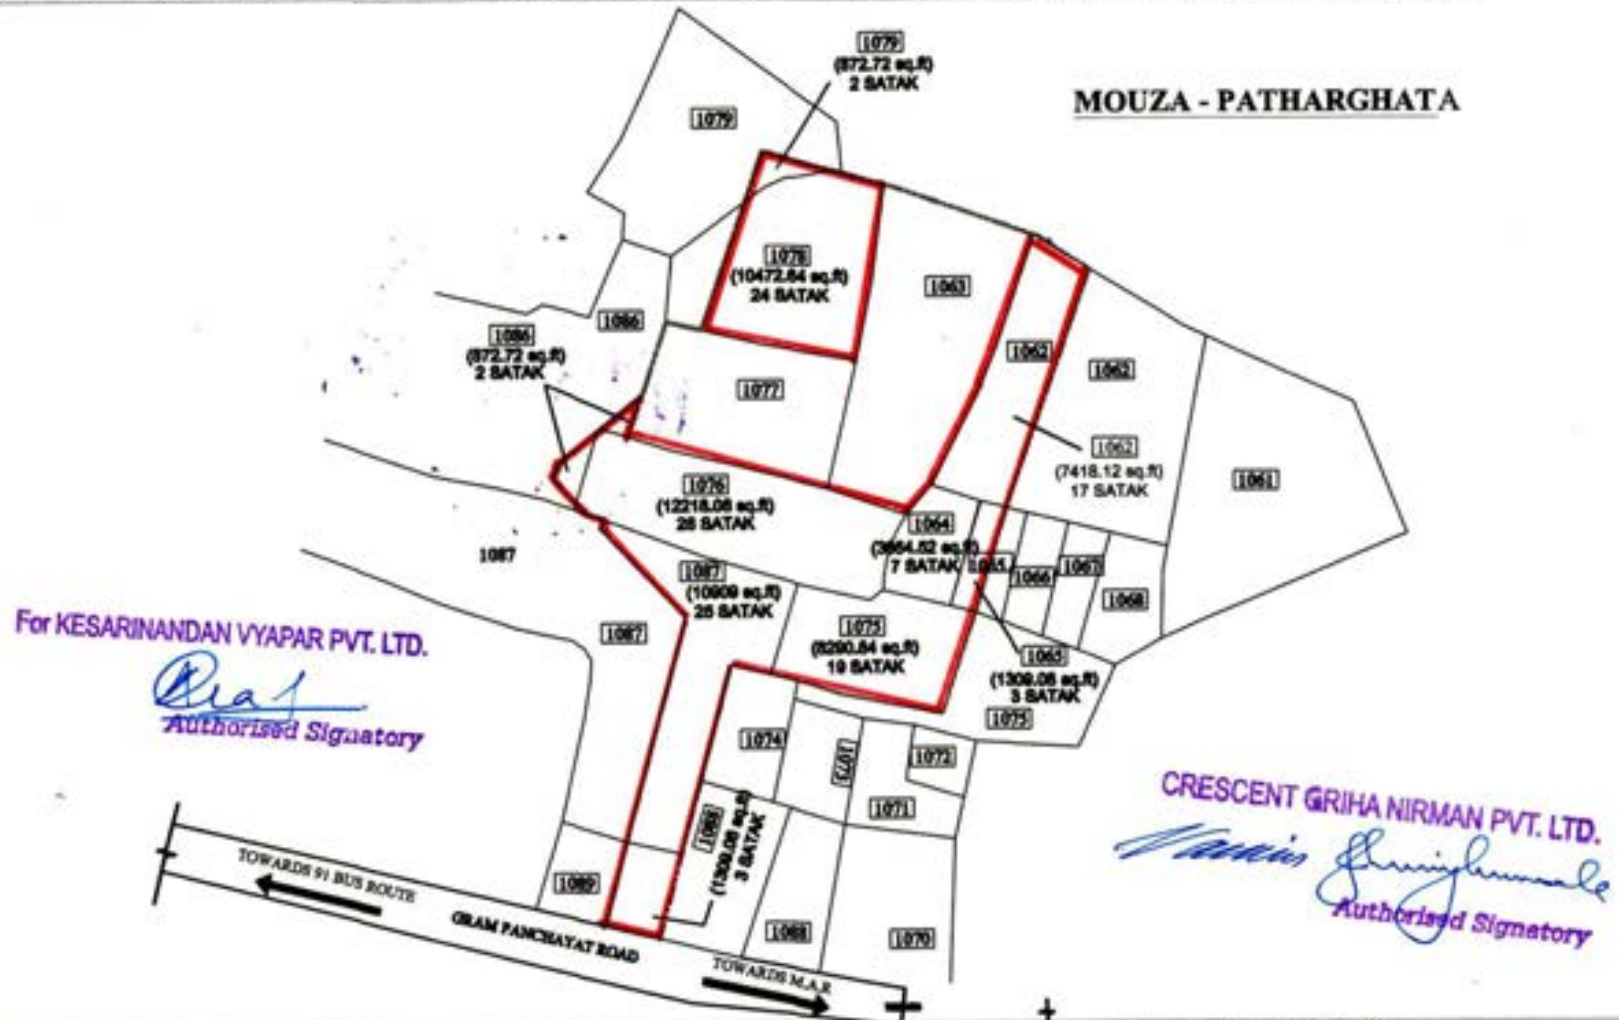 1079
(872.72 sq.ft)
2 SATAK
MOUZA - PATHARGHATA
1079
1078
(10472.64 sq.ft)
24 SATAK
1063
1086
1086
(872.72 sq.ft)
2 SATAK
1062
1062
1077
1062
(7418.12 sq.ft)
17 SATAK
1061
1076
(12218.08 sq.ft)
28 SATAK
1064
7 SATAK
1065
1066
1067
1068
1087
1087
(10909 sq.ft)
25 SATAK
1087
1075
(8290.84 sq.ft)
19 SATAK
1065
(1309.08 sq.ft)
3 SATAK
1075
For KESARINANDAN VYAPAR PVT. LTD.
Authorised Signatory
1074
1073
1072
1071
(1309.08 sq.ft)
3 SATAK
CRESCENT GRIHA NIRMAN PVT. LTD.
Authorised Signatory
1089
1088
1070
TOWARDS 91 BUS ROUTE
GRAM PANCHAYAT ROAD
TOWARDS M.A.R